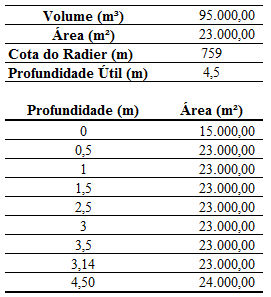 Volume (m³) 95.000,00
Área (m²) 23.000,00
Cota do Radier (m) 759
Profundidade Útil (m) 4,5
Profundidade (m) Área (m²)
0 15.000,00
0,5 23.000,00
1 23.000,00
1,5 23.000,00
2,5 23.000,00
3 23.000,00
3,5 23.000,00
3,14 23.000,00
4,50 24.000,00